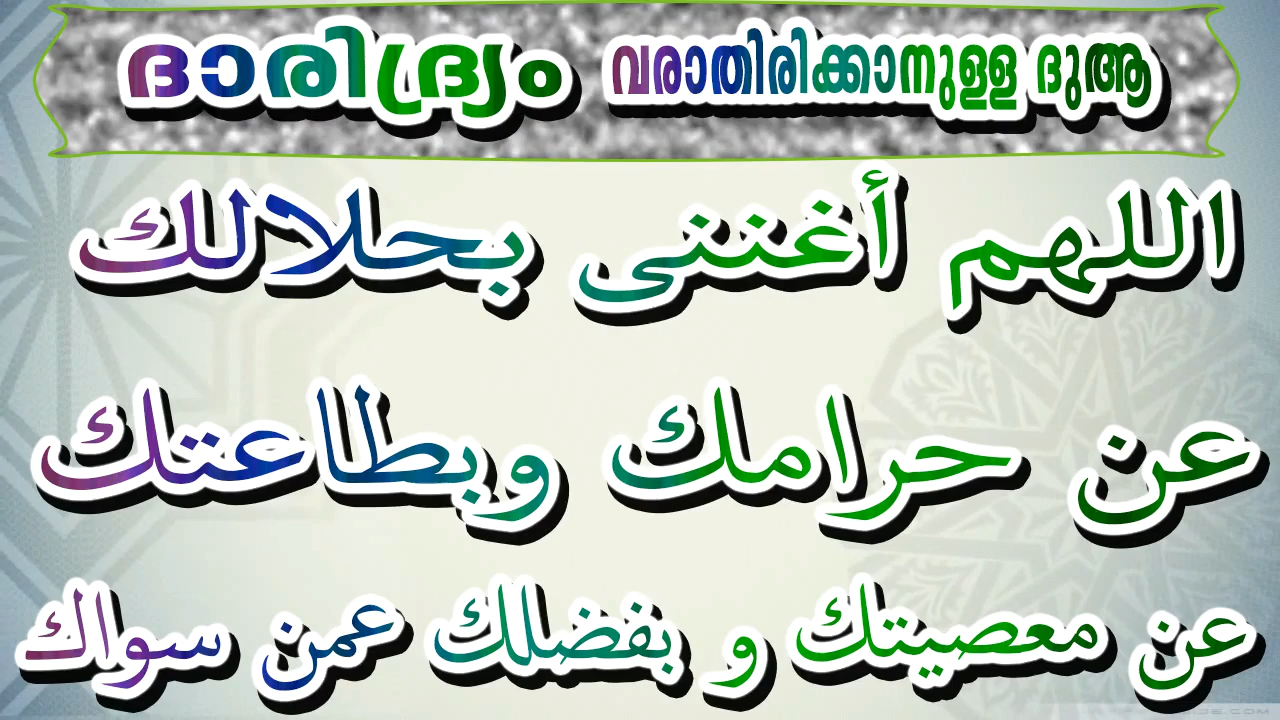 ദാരിദ്ര്യം വരാതിരിക്കാനുള്ള ദുആ
اللهم أغننى بحلالك
عن حرامك وبطاعتك
عن معصيتك و بفضلك عمن سواك